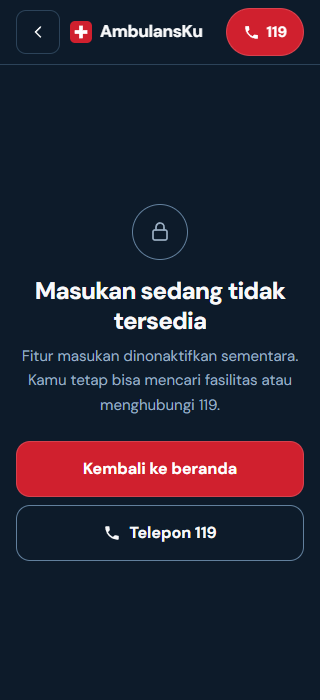 AmbulansKu
119
Masukan sedang tidak
tersedia
Fitur masukan dinonaktifkan sementara.
Kamu tetap bisa mencari fasilitas atau
menghubungi 119.
Kembali ke beranda
Telepon 119